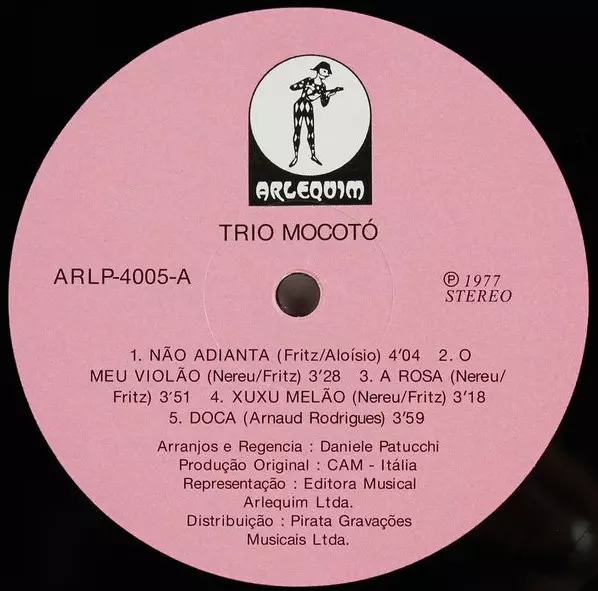 ARLEQUIM
TRIO MOCOTÓ
ARLP-4005-A
℗ 1977
STEREO
1. NÃO ADIANTA (Fritz/Aloísio) 4'04 2. O
MEU VIOLÃO (Nereu/Fritz) 3'28 3. A ROSA (Nereu/
Fritz) 3'51 4. XUXU MELÃO (Nereu/Fritz) 3'18
5. DOCA (Arnaud Rodrigues) 3'59
Arranjos e Regencia : Daniele Patucchi
Produção Original : CAM - Itália
Representação : Editora Musical
Arlequim Ltda.
Distribuição : Pirata Gravações
Musicais Ltda.